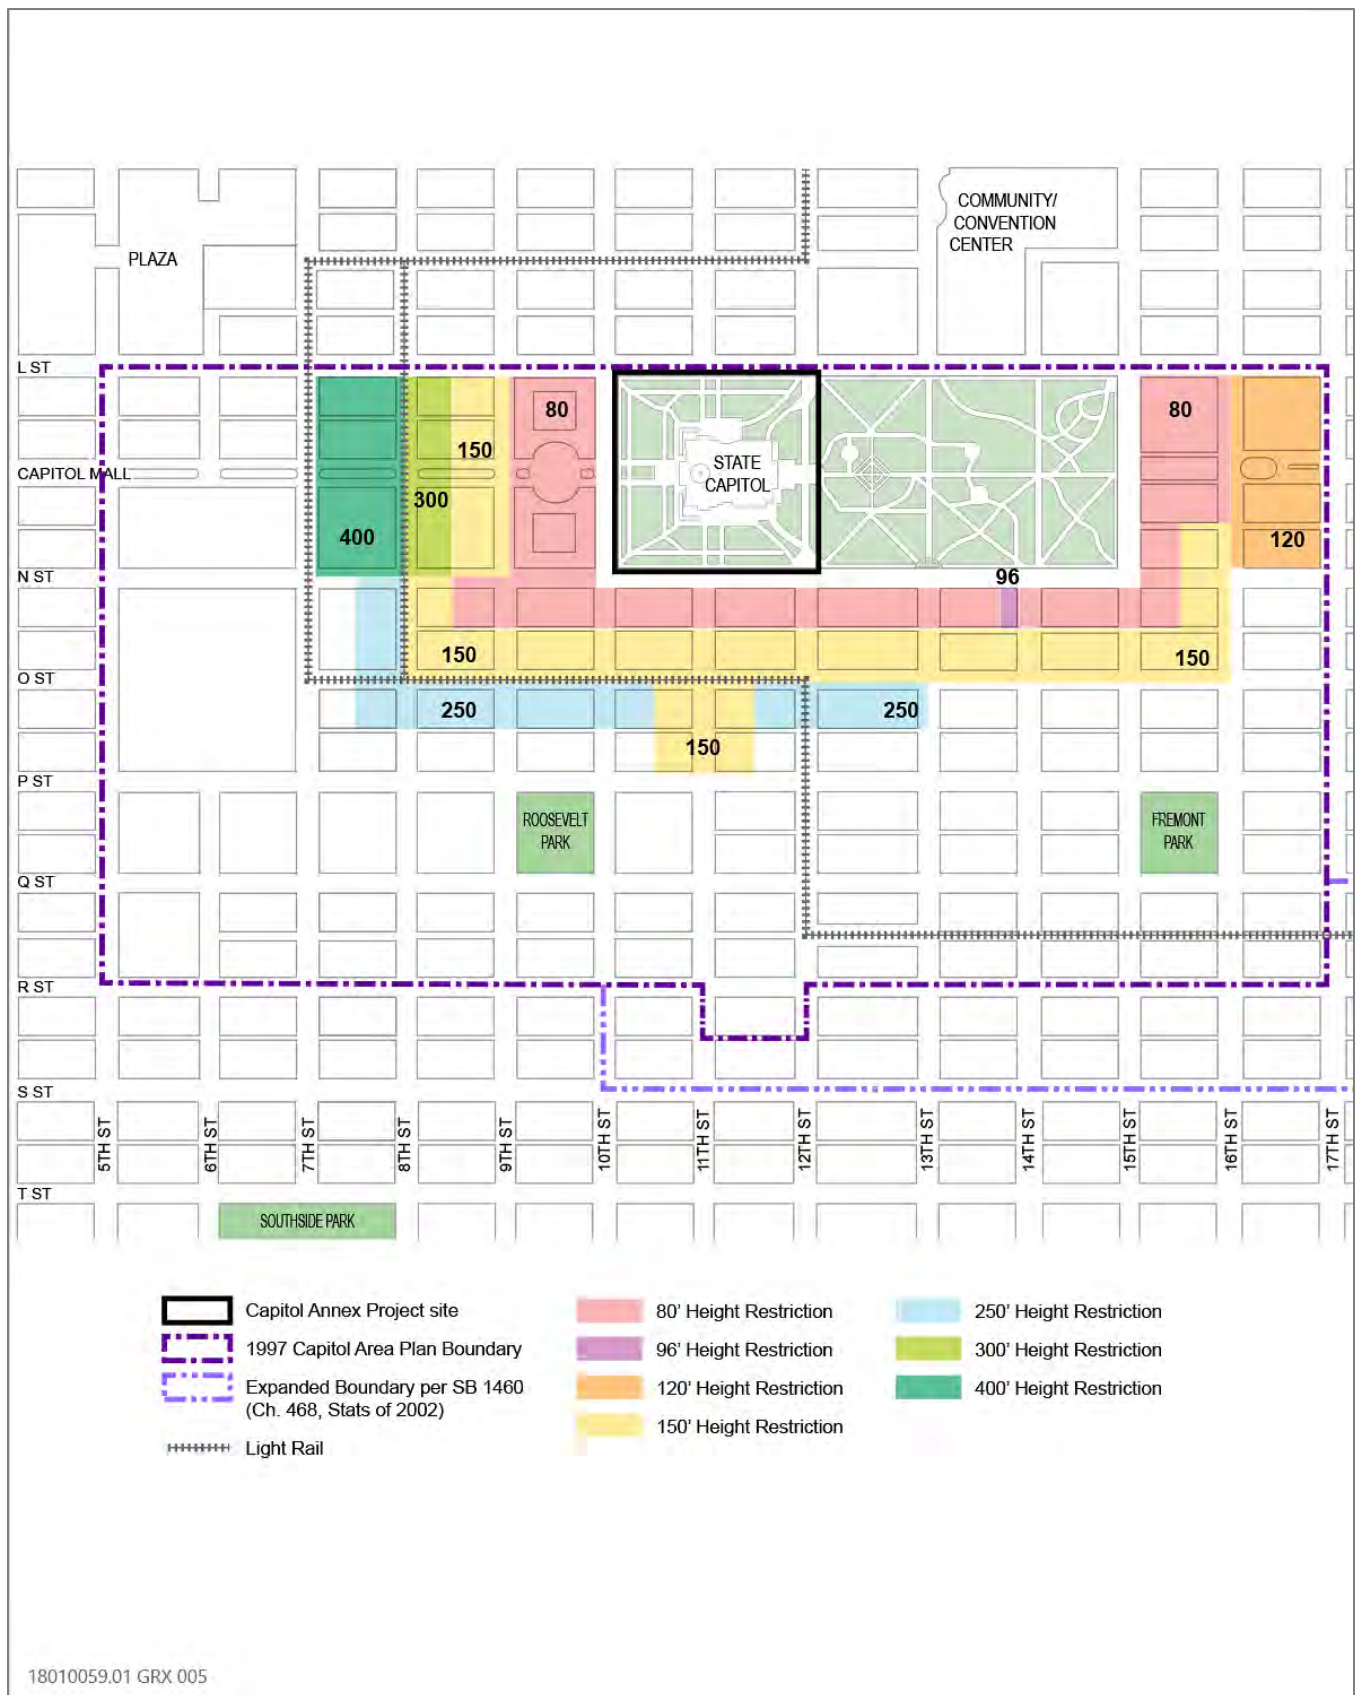 COMMUNITY/
CONVENTION
CENTER
PLAZA
L ST
80
80
150
CAPITOL MALL
STATE
CAPITOL
300
400
120
N ST
96
150
150
O ST
250
250
150
P ST
ROOSEVELT
PARK
FREMONT
PARK
Q ST
R ST
S ST
5TH ST
6TH ST
7TH ST
8TH ST
9TH ST
10TH ST
11TH ST
12TH ST
13TH ST
14TH ST
15TH ST
16TH ST
17TH ST
T ST
SOUTHSIDE PARK
Capitol Annex Project site
1997 Capitol Area Plan Boundary
Expanded Boundary per SB 1460
(Ch. 468, Stats of 2002)
Light Rail
80' Height Restriction
96' Height Restriction
120' Height Restriction
150' Height Restriction
250' Height Restriction
300' Height Restriction
400' Height Restriction
18010059.01 GRX 005